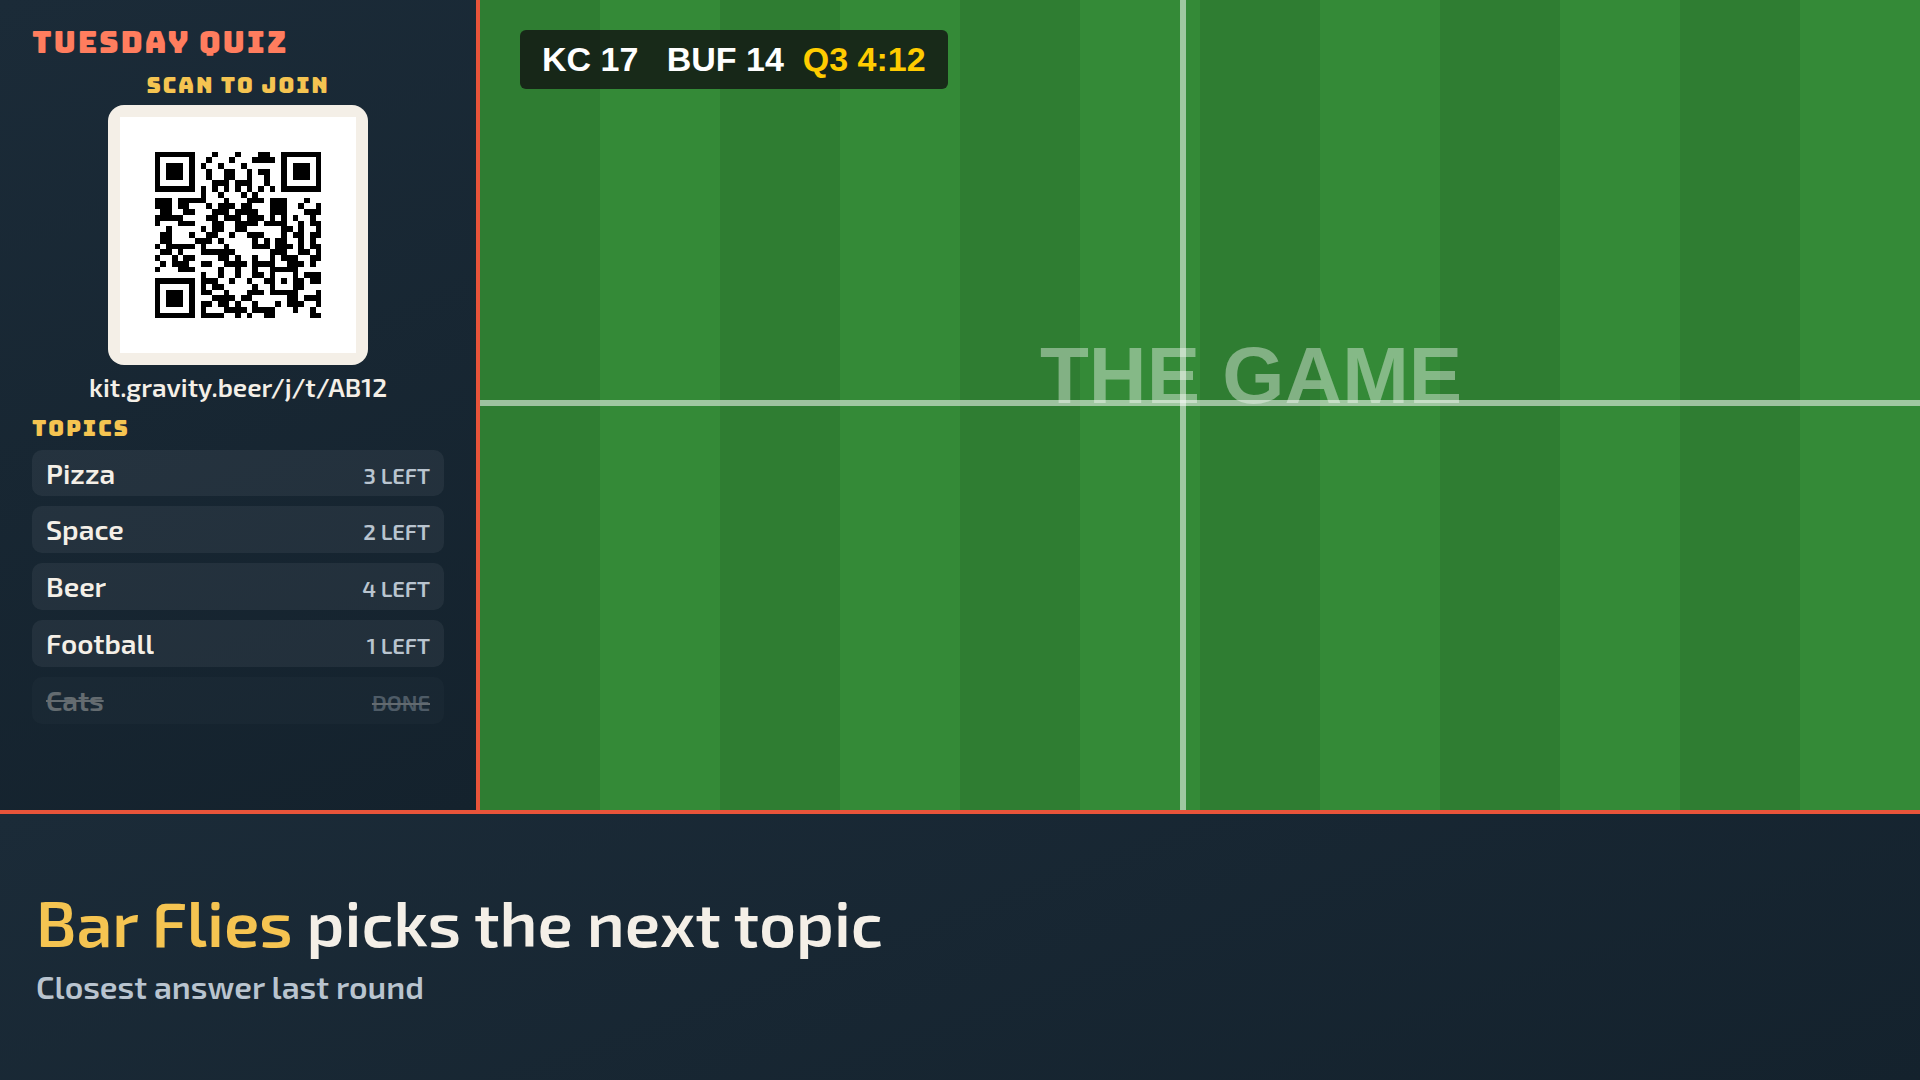 TUESDAY QUIZ
SCAN TO JOIN
kit.gravity.beer/j/t/AB12
TOPICS
Pizza 3 LEFT
Space 2 LEFT
Beer 4 LEFT
Football 1 LEFT
Cats DONE
KC 17 BUF 14 Q3 4:12
THE GAME
Bar Flies picks the next topic
Closest answer last round